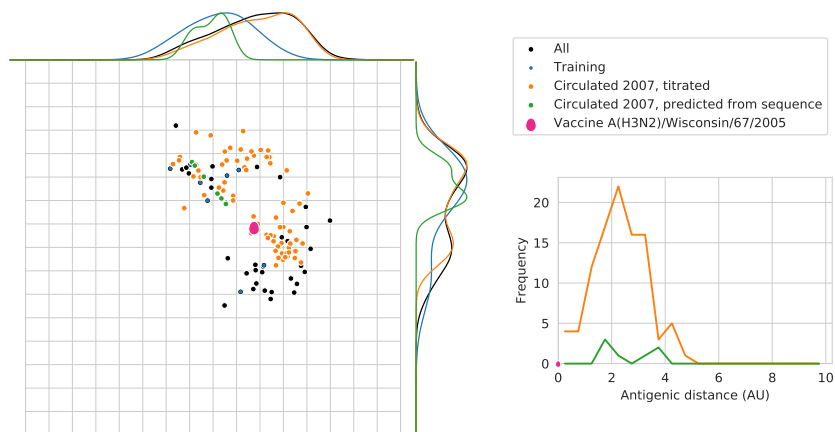 All
Training
Circulated 2007, titrated
Circulated 2007, predicted from sequence
Vaccine A(H3N2)/Wisconsin/67/2005
20
15
10
5
0
Frequency
0 2 4 6 8 10
Antigenic distance (AU)